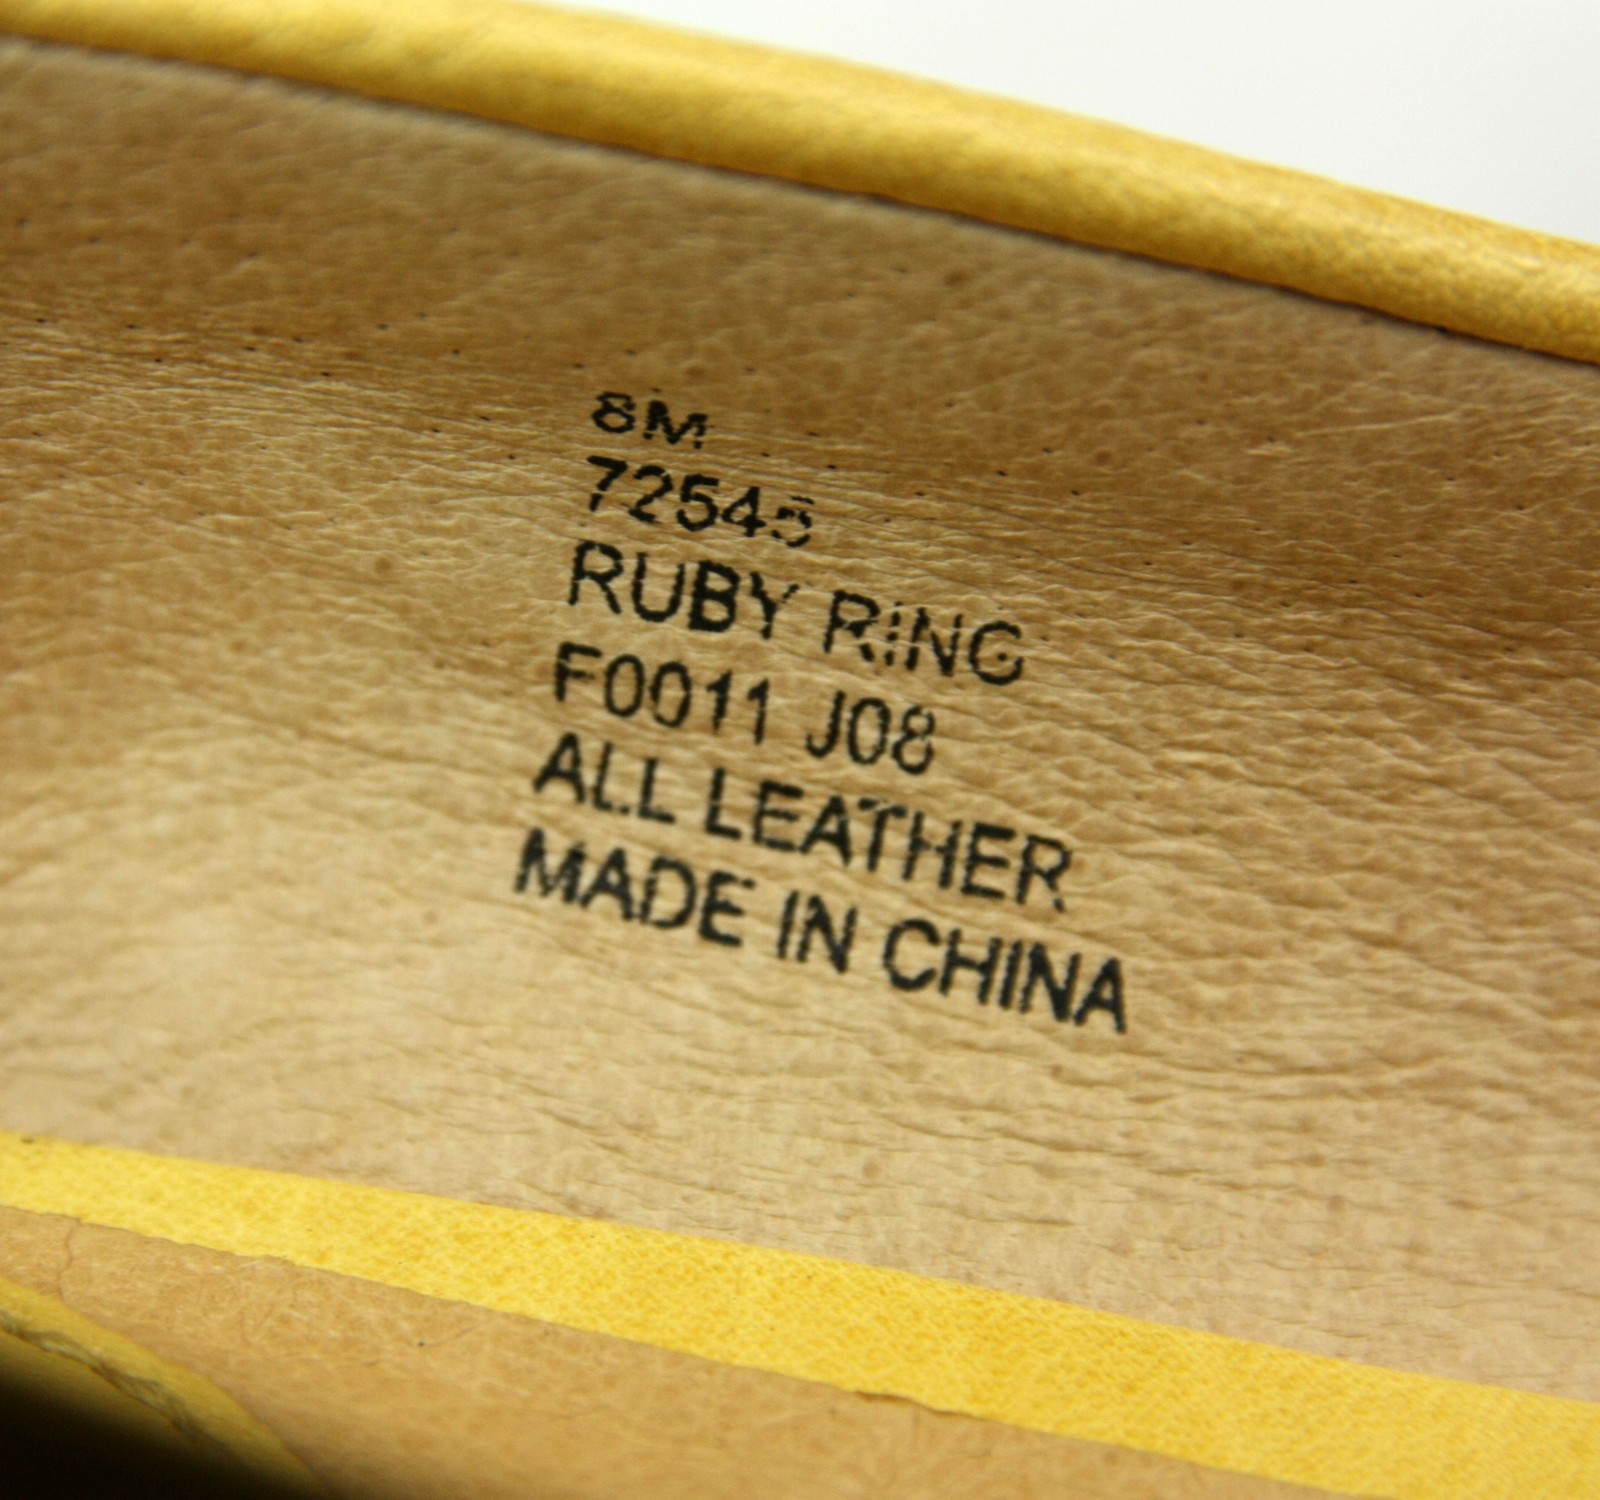 8M
72545
RUBY RING
F0011 J08
ALL LEATHER
MADE IN CHINA